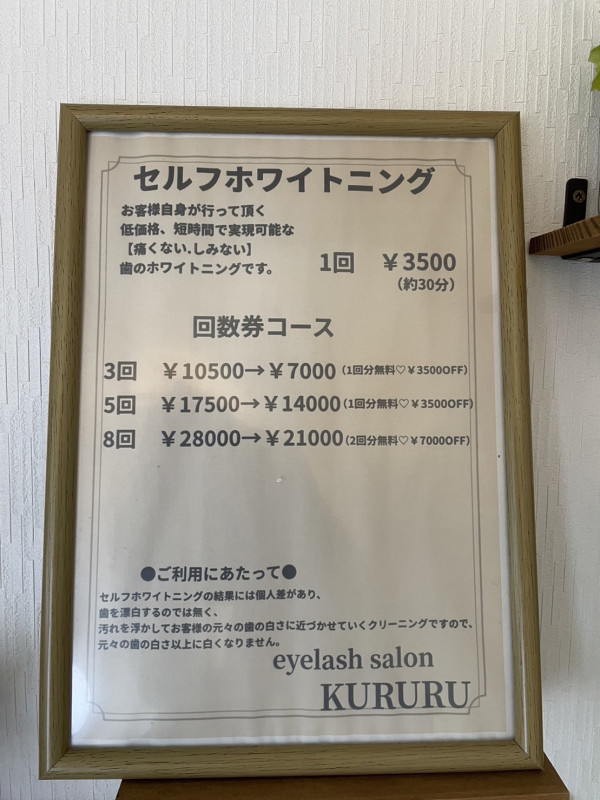 セルフホワイトニング
お客様自身が行って頂く
低価格、短時間で実現可能な
【痛くない.しみない】
歯のホワイトニングです。
1回 ￥3500
（約30分）
回数券コース
3回 ￥10500→￥7000（1回分無料♡￥3500OFF）
5回 ￥17500→￥14000（1回分無料♡￥3500OFF）
8回 ￥28000→￥21000（2回分無料♡￥7000OFF）
●ご利用にあたって●
セルフホワイトニングの結果には個人差があり、
歯を漂白するのでは無く、
汚れを浮かしてお客様の元々の歯の白さに近づかせていくクリーニングですので、
元々の歯の白さ以上に白くなりません。
eyelash salon
KURURU